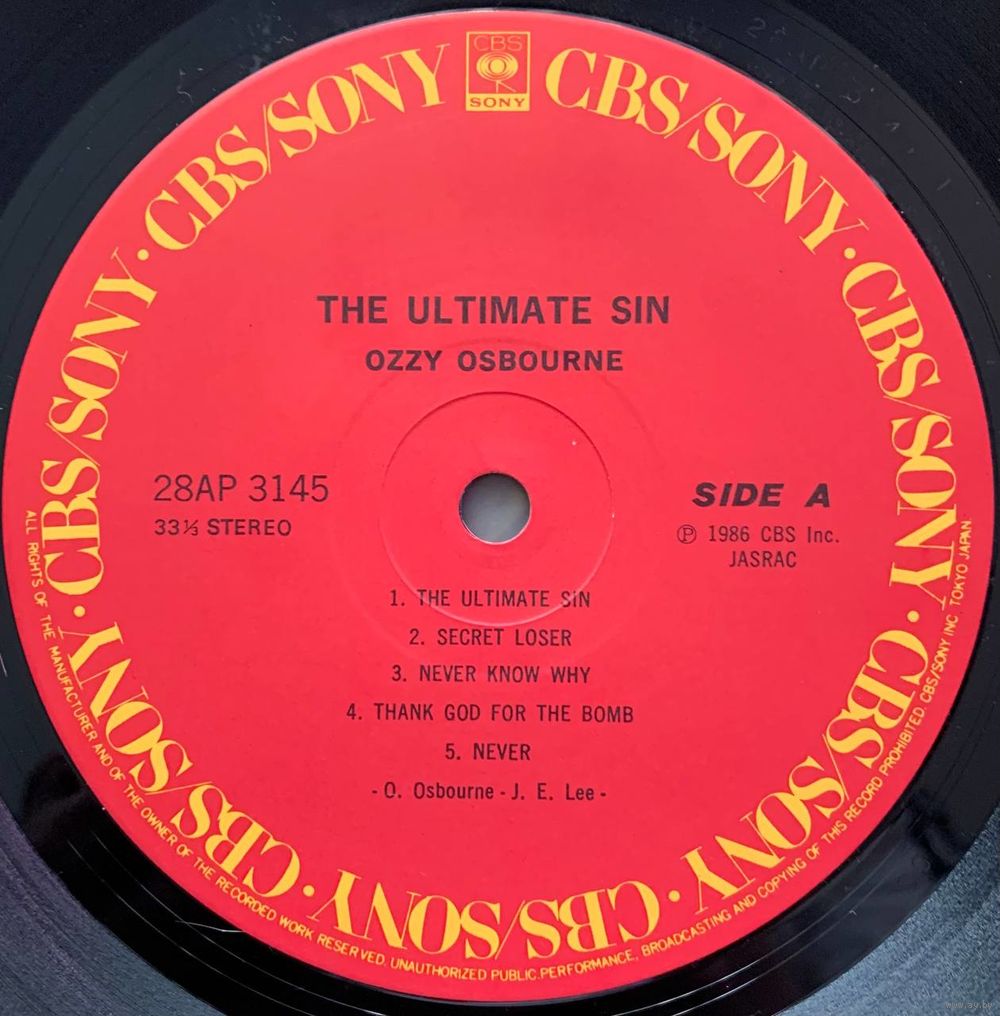 CBS
SONY
CBS/SONY · CBS/SONY · CBS/SONY · CBS/SONY · CBS/SONY · CBS/SONY · CBS/SONY · CBS/SONY
THE ULTIMATE SIN
OZZY OSBOURNE
28AP 3145
33⅓ STEREO
SIDE A
Ⓟ 1986 CBS Inc.
JASRAC
1. THE ULTIMATE SIN
2. SECRET LOSER
3. NEVER KNOW WHY
4. THANK GOD FOR THE BOMB
5. NEVER
- O. Osbourne - J. E. Lee -
ALL RIGHTS OF THE MANUFACTURER AND OF THE OWNER OF THE RECORDED WORK RESERVED. UNAUTHORIZED PUBLIC PERFORMANCE, BROADCASTING AND COPYING OF THIS RECORD PROHIBITED. CBS/SONY INC. TOKYO JAPAN.
www.ay.by